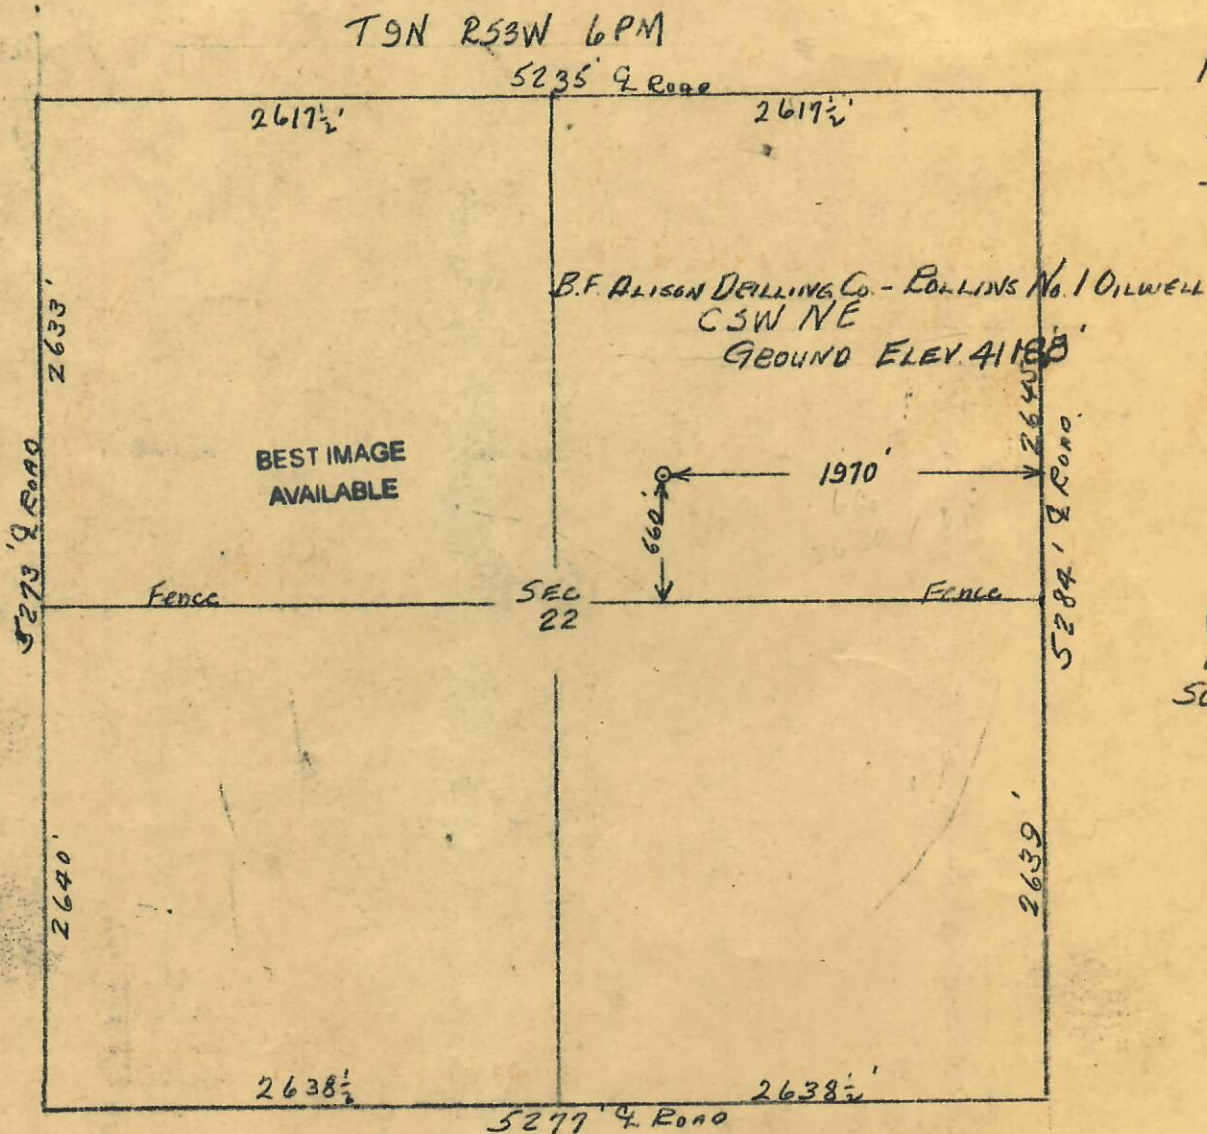 T9N R53W 6PM
5235' ℄ Road
2617½'
2617½'
B.F. Alison Drilling Co. - Rollins No. 1 Oilwell
CSW NE
Ground Elev.
2633'
2645'
BEST IMAGE
AVAILABLE
1970'
660'
5273' ℄ Road
5284' ℄ Road
Fence
SEC
22
Fence
2640'
2639'
2638½
2638½'
5277' ℄ Road